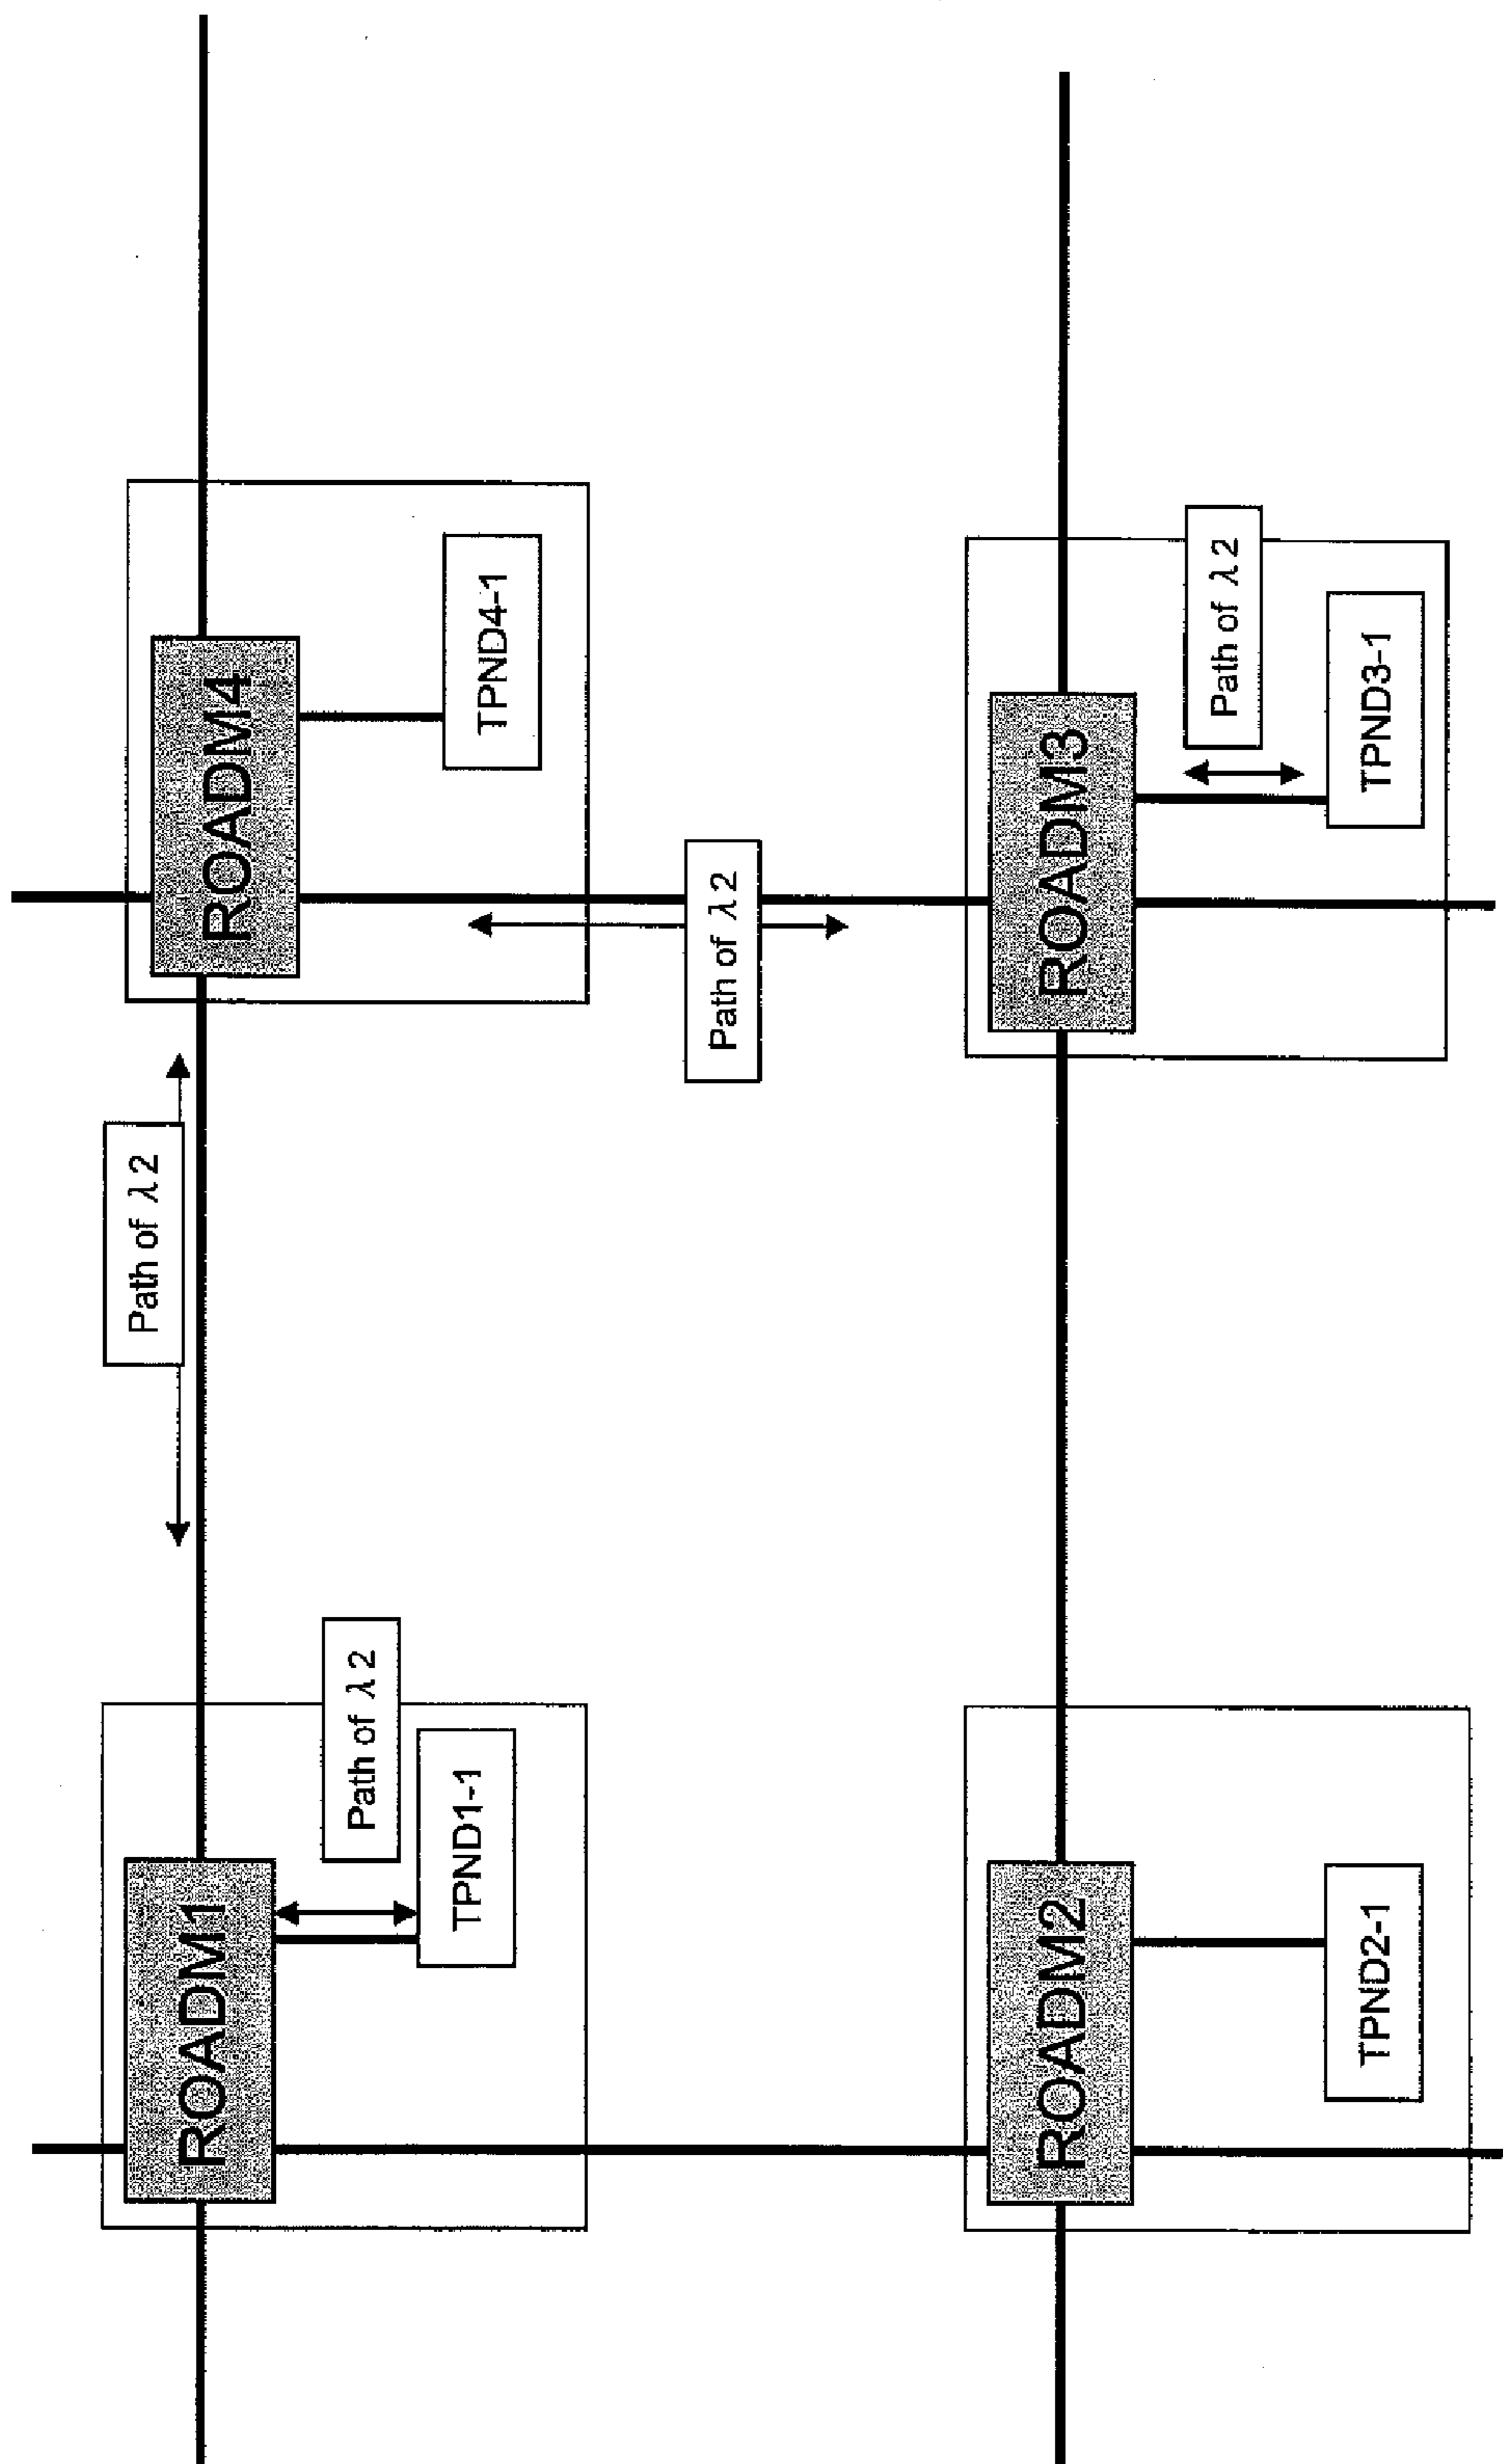 ROADM1
TPND1-1
Path of λ2
Path of λ2
ROADM4
TPND4-1
Path of λ2
ROADM2
TPND2-1
ROADM3
TPND3-1
Path of λ2